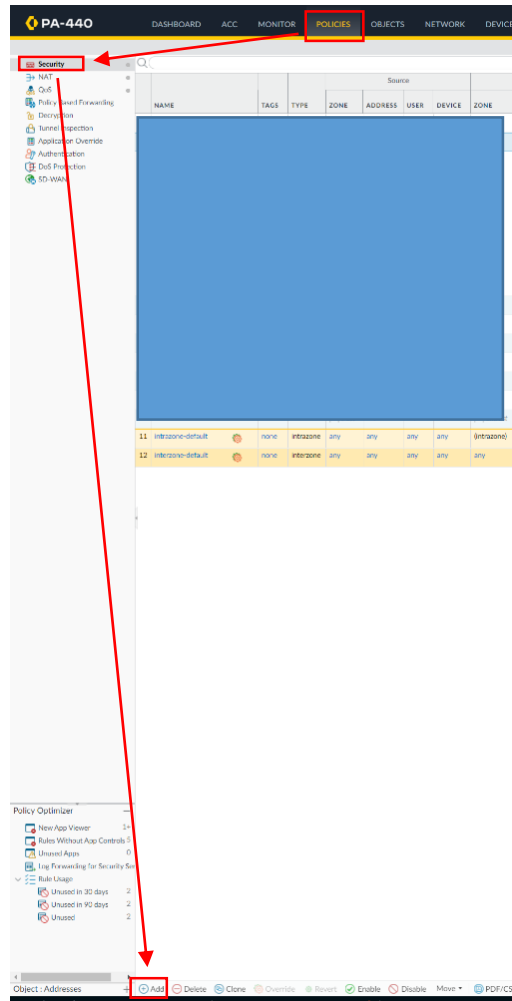 PA-440 DASHBOARD ACC MONITOR POLICIES OBJECTS NETWORK DEVICE
Security
NAT
QoS
Policy Based Forwarding
Decryption
Tunnel Inspection
Application Override
Authentication
DoS Protection
SD-WAN
Source
NAME TAGS TYPE ZONE ADDRESS USER DEVICE ZONE
11 intrazone-default none intrazone any any any any (intrazone)
12 interzone-default none interzone any any any any any
Policy Optimizer
New App Viewer 1+
Rules Without App Controls 5
Unused Apps 0
Log Forwarding for Security Ser
Rule Usage
Unused in 30 days 2
Unused in 90 days 2
Unused 2
Object : Addresses + Add Delete Clone Override Revert Enable Disable Move PDF/CS